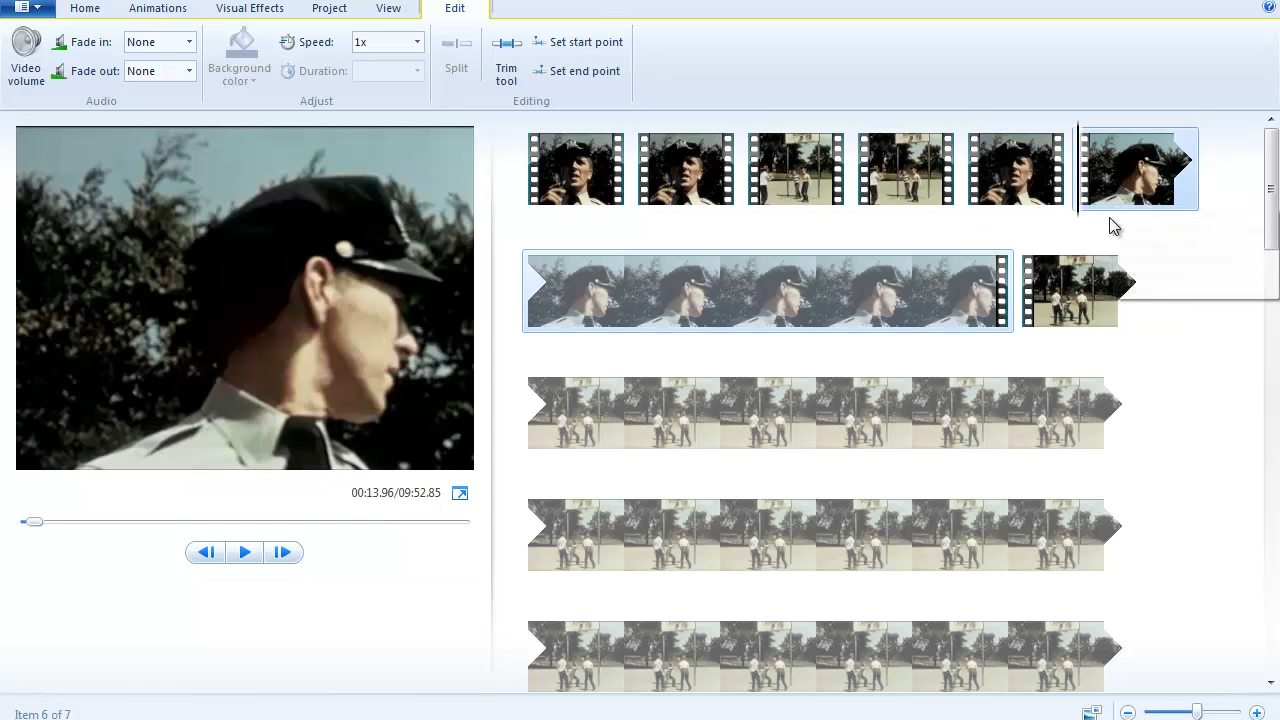 Home Animations Visual Effects Project View Edit
Fade in: None Speed: 1x Set start point
Video volume Fade out: None Background color Duration: Split Trim tool Set end point
Audio Adjust Editing
00:13.96/09:52.85
Item 6 of 7